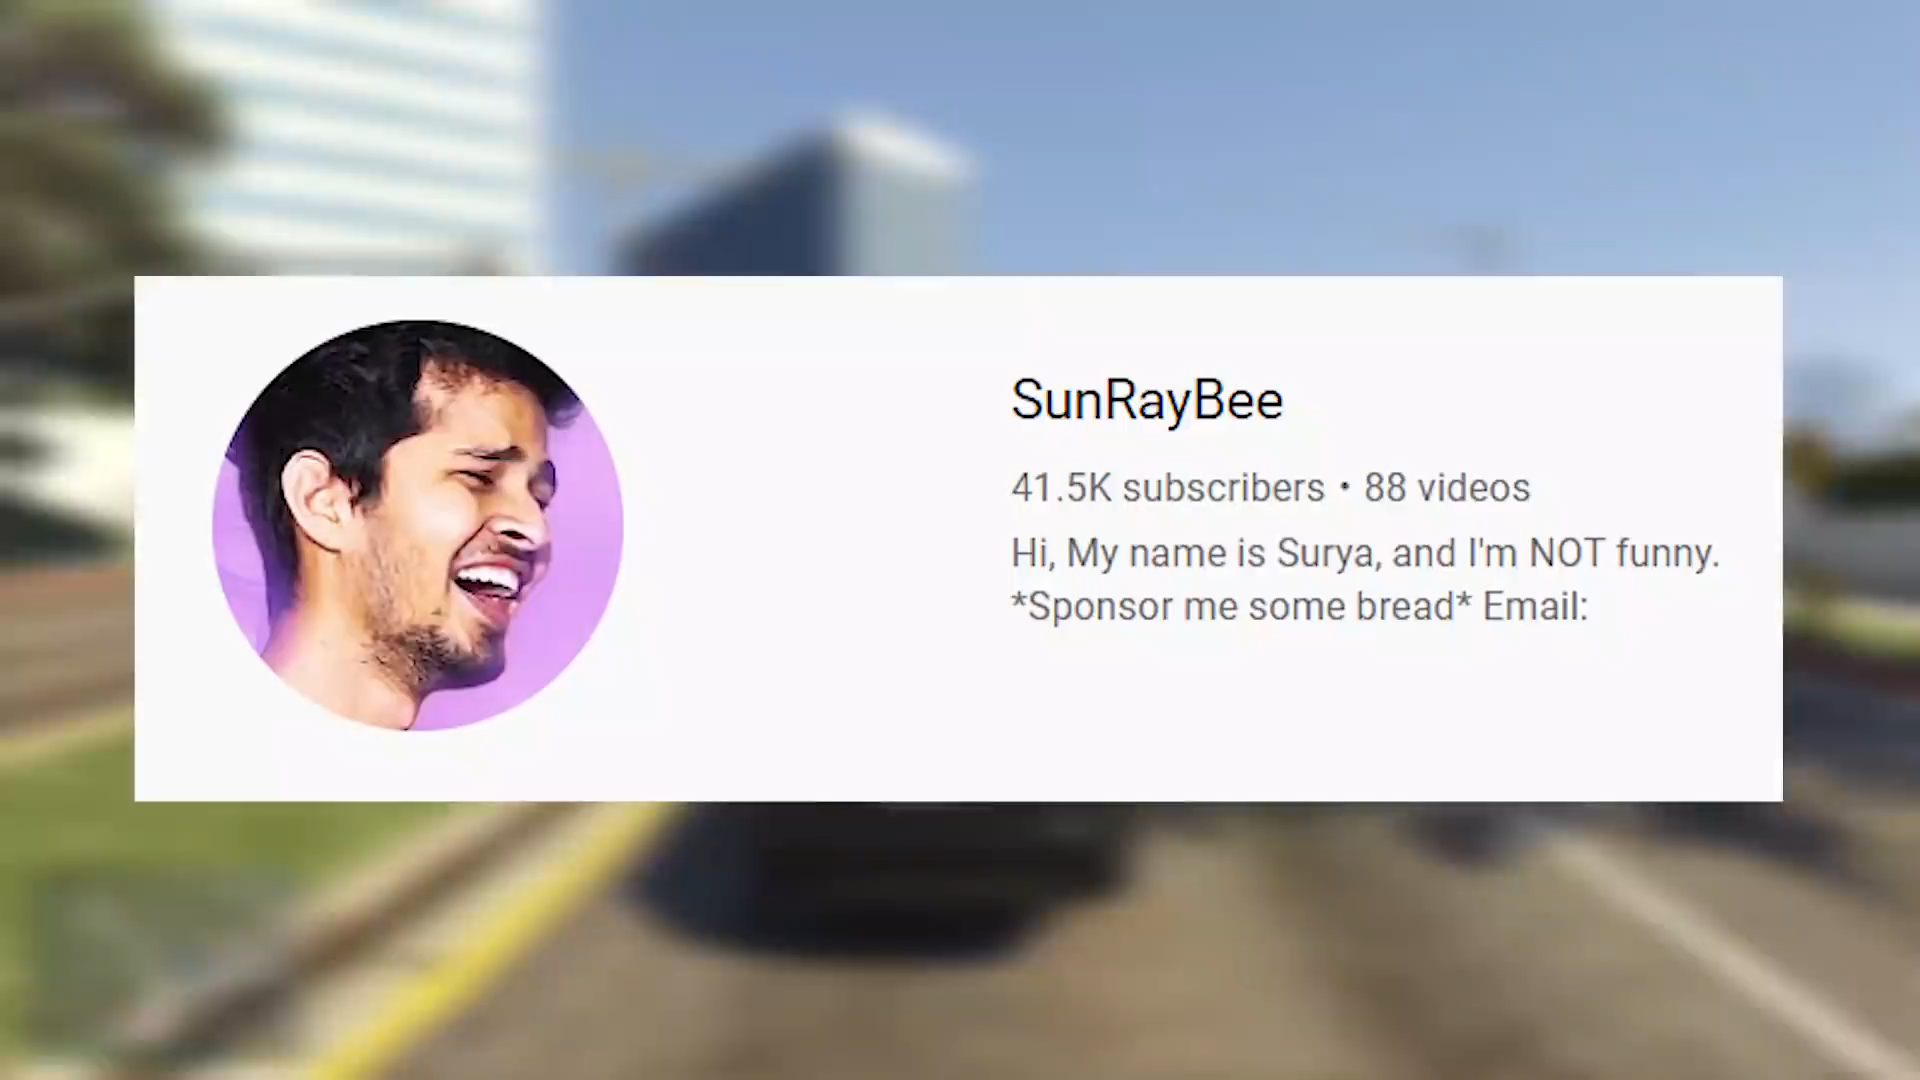 SunRayBee
41.5K subscribers • 88 videos
Hi, My name is Surya, and I'm NOT funny.
*Sponsor me some bread* Email: